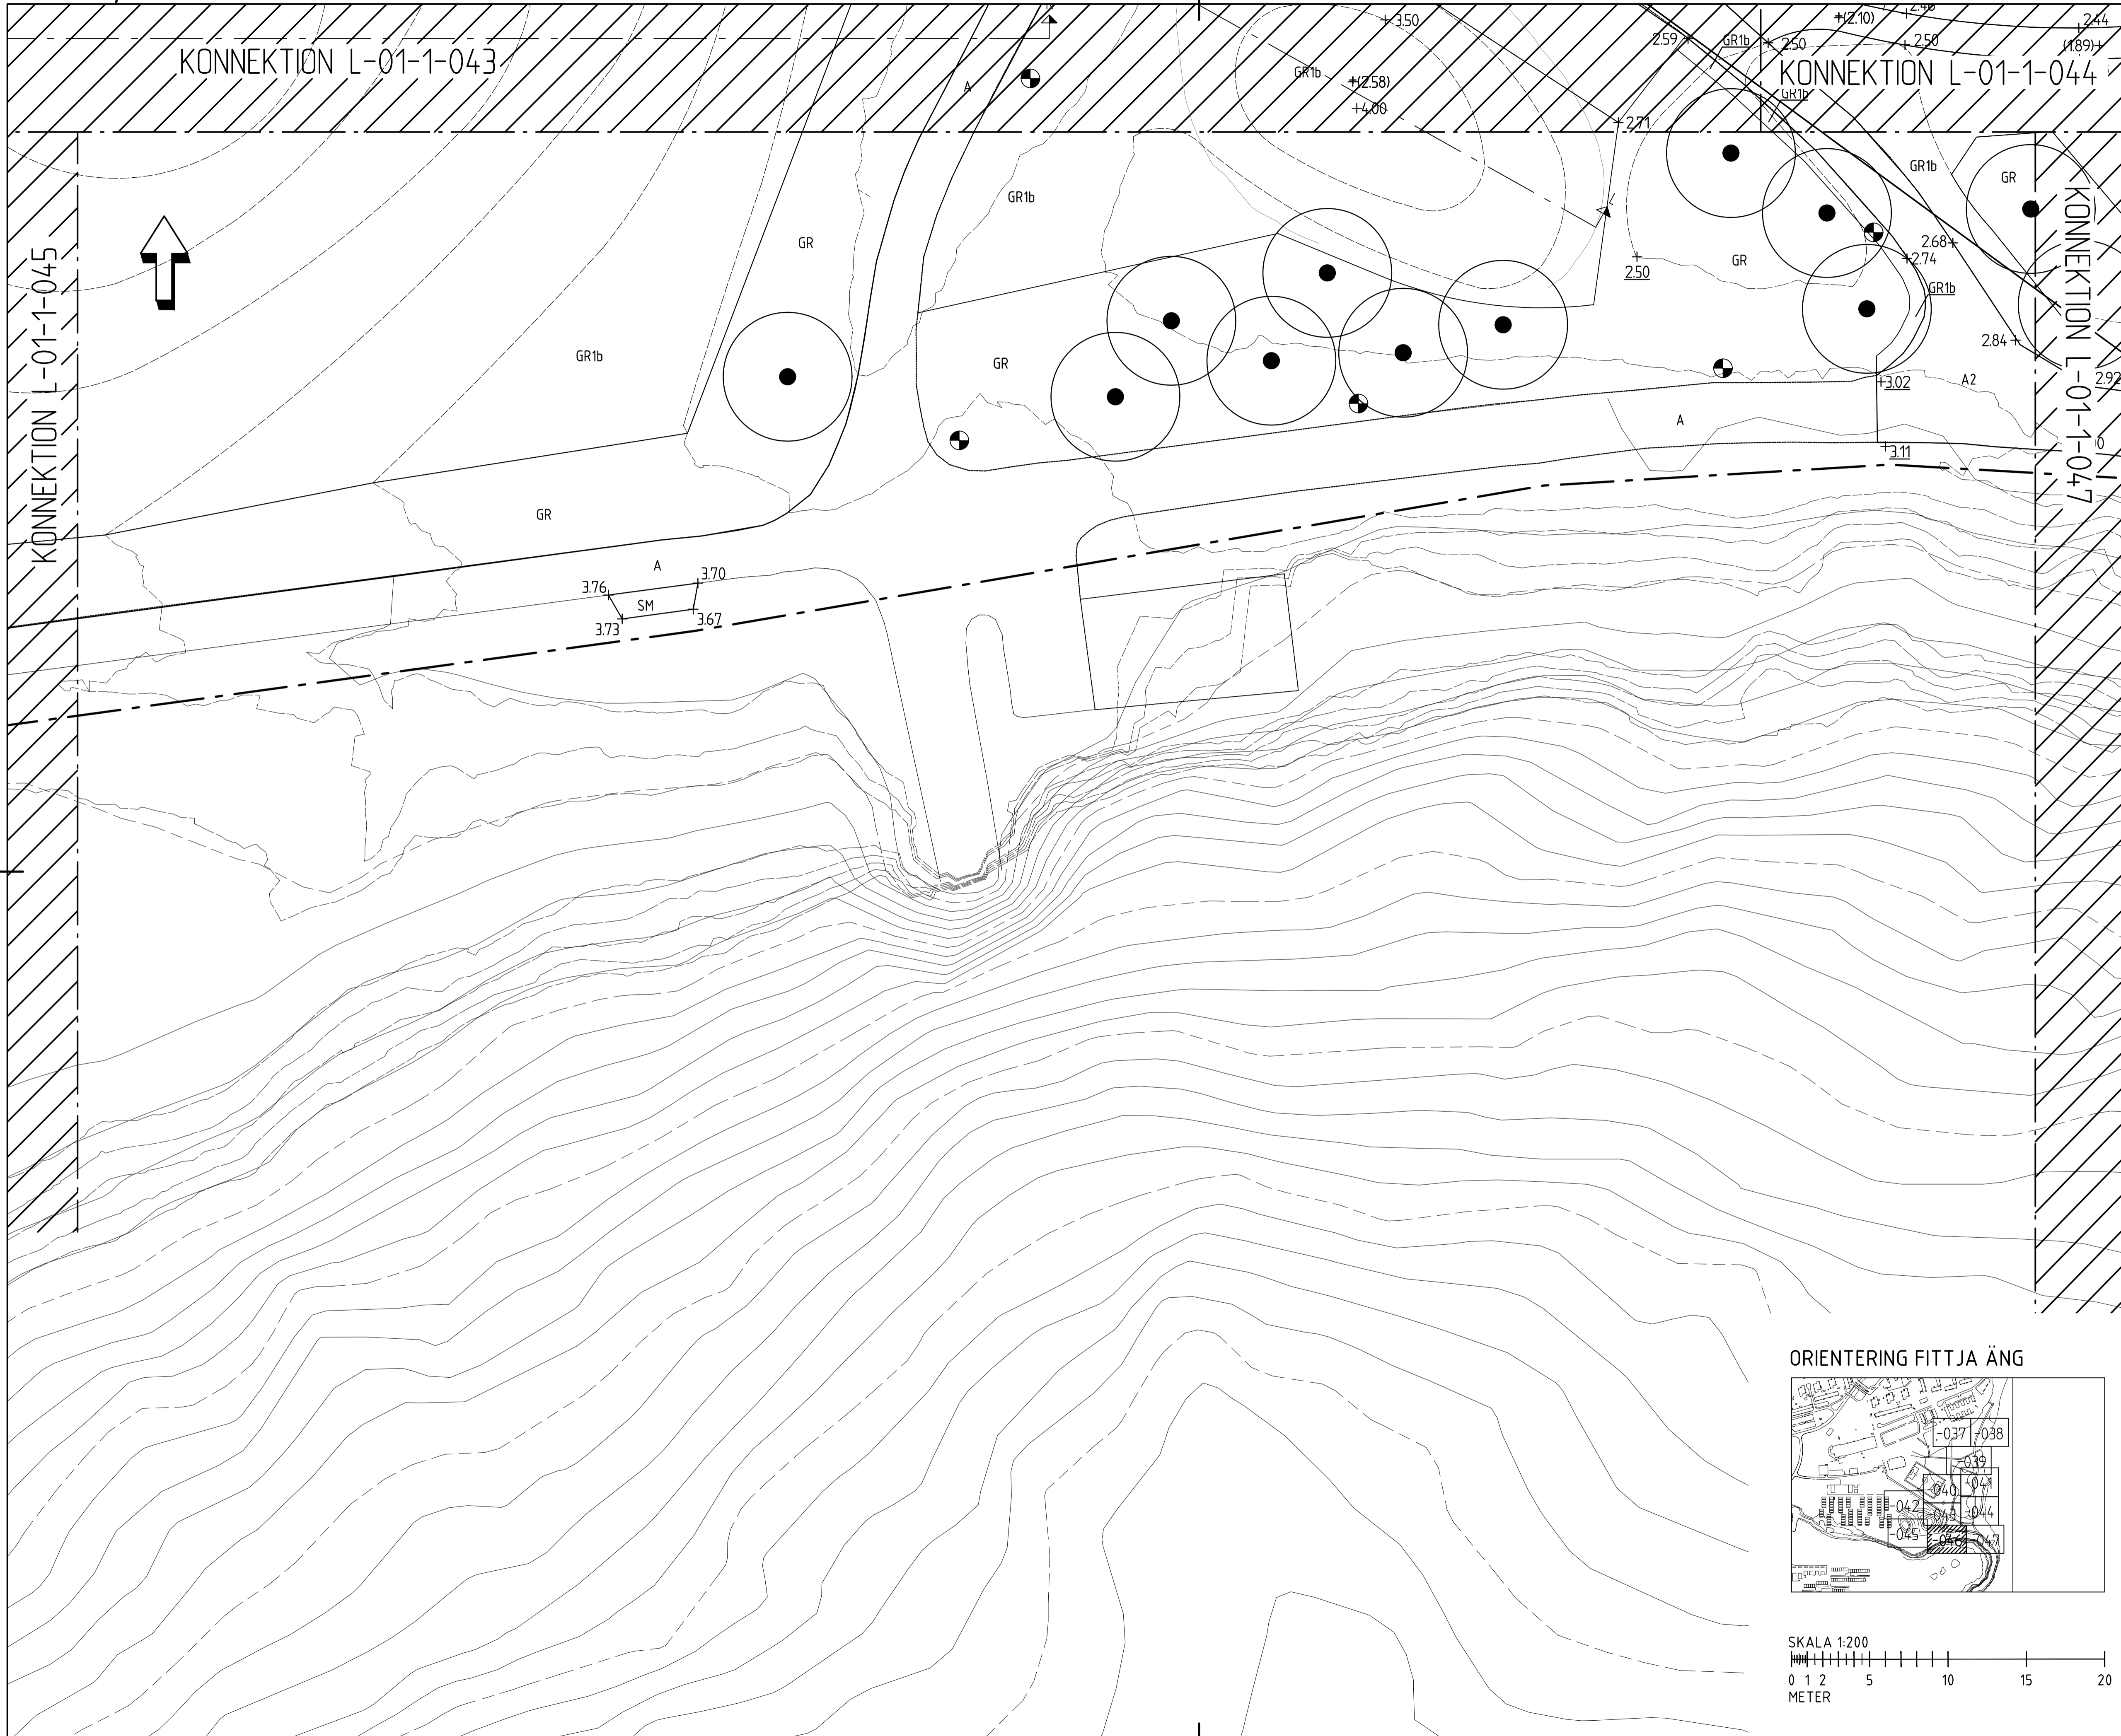 KONNEKTION L-01-1-043
A
3.50
GR1b
+(2.58)
4.00
2.59
GR1b
2.50
+(2.10)
2.50
2.44
(1.89)+
KONNEKTION L-01-1-044
GR1b
2.71
GR1b
GR
GR1b
GR
KONNEKTION L-01-1-045
KONNEKTION L-01-1-047
2.50
GR
2.68
2.74
GR1b
2.84
GR1b
GR
3.02
A2
2.92
A
3.11
GR
A
3.76
3.70
SM
3.73
3.67
ORIENTERING FITTJA ÄNG
-037
-038
-039
-041
-040
-042
-043
-044
-045
-046
-047
SKALA 1:200
0 1 2 5 10 15 20
METER